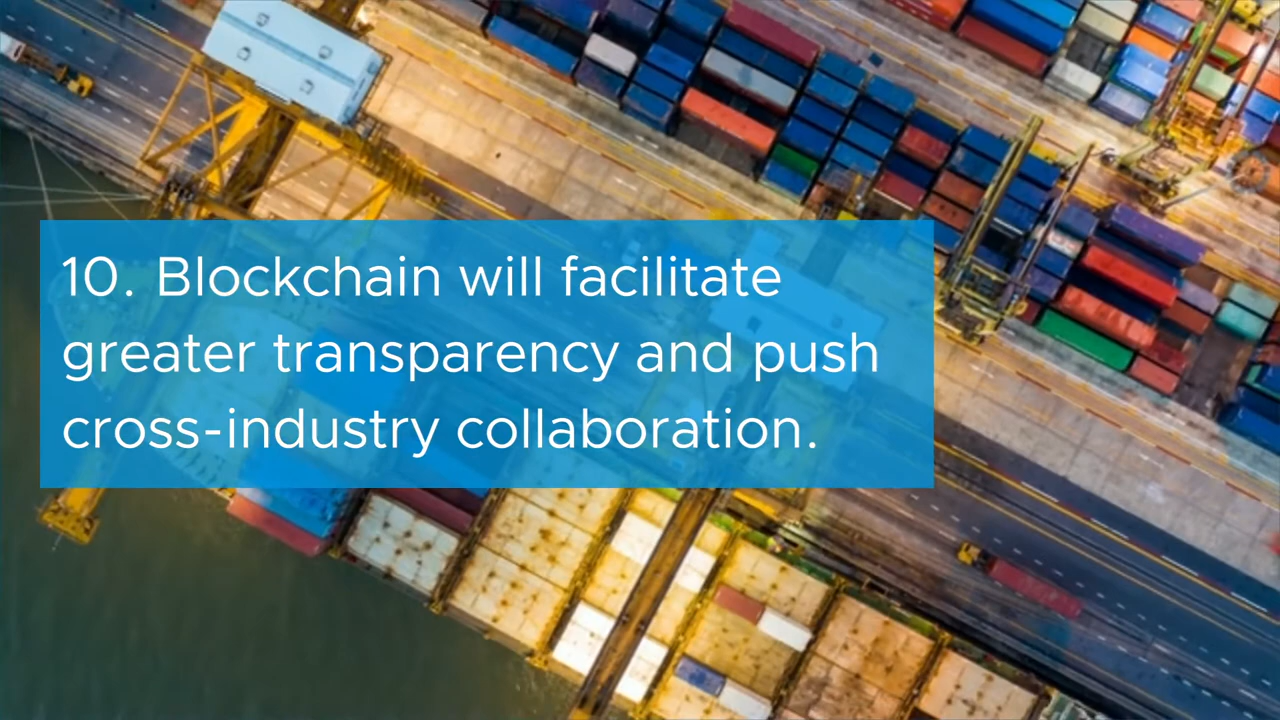 10. Blockchain will facilitate
greater transparency and push
cross-industry collaboration.